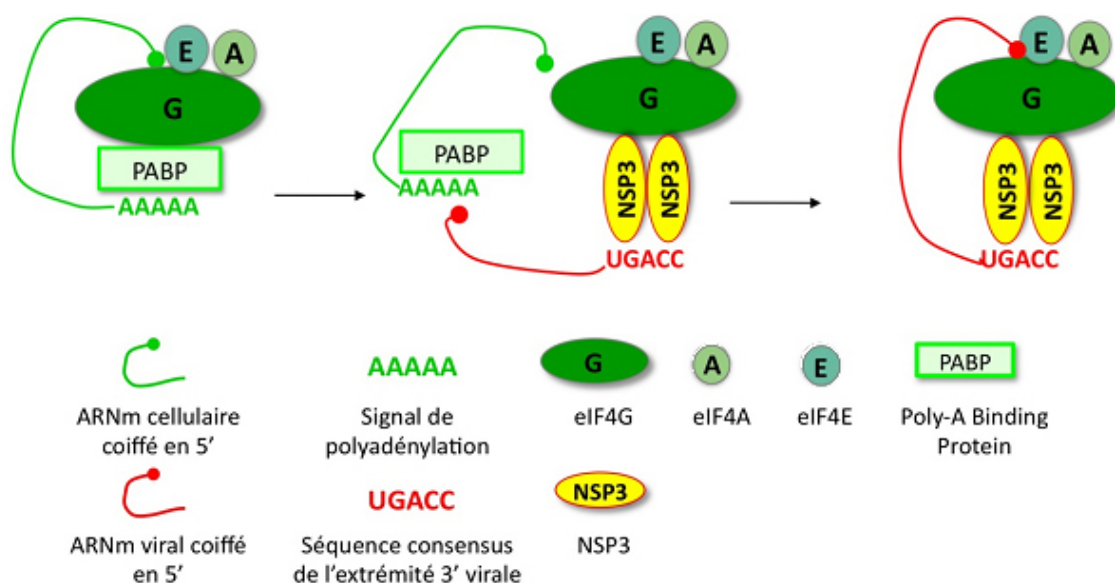 E A
G
PABP
AAAAA
E A
G
PABP
AAAAA
NSP3 NSP3
UGACC
E A
G
NSP3 NSP3
UGACC
AAAAA G A E PABP
ARNm cellulaire
coiffé en 5’
Signal de
polyadénylation
eIF4G
eIF4A
eIF4E
Poly-A Binding
Protein
UGACC NSP3
ARNm viral coiffé
en 5’
Séquence consensus
de l’extrémité 3’ virale
NSP3